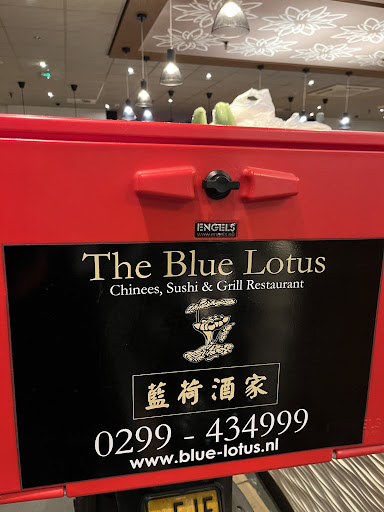 ENGELS
The Blue Lotus
Chinees, Sushi & Grill Restaurant
藍荷酒家
0299 - 434999
www.blue-lotus.nl